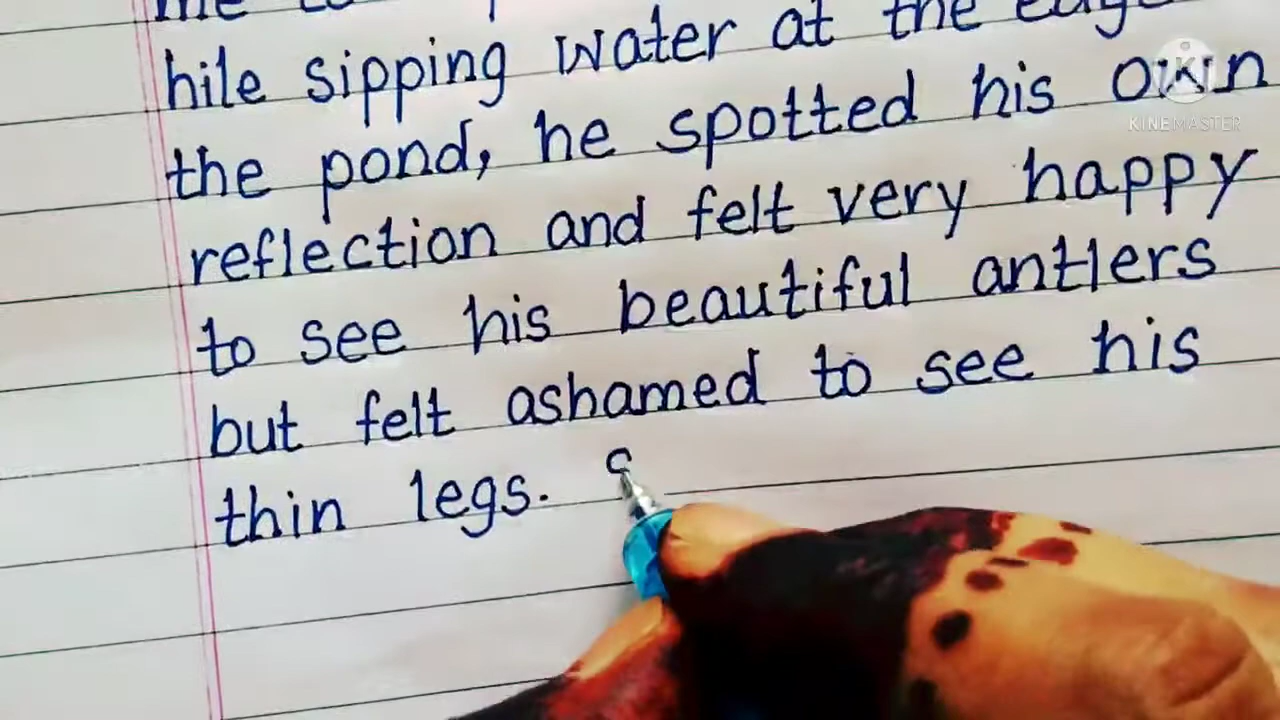 hile sipping water at the edge
the pond, he spotted his own
reflection and felt very happy
to see his beautiful antlers
but felt ashamed to see his
thin legs. S
KINEMASTER